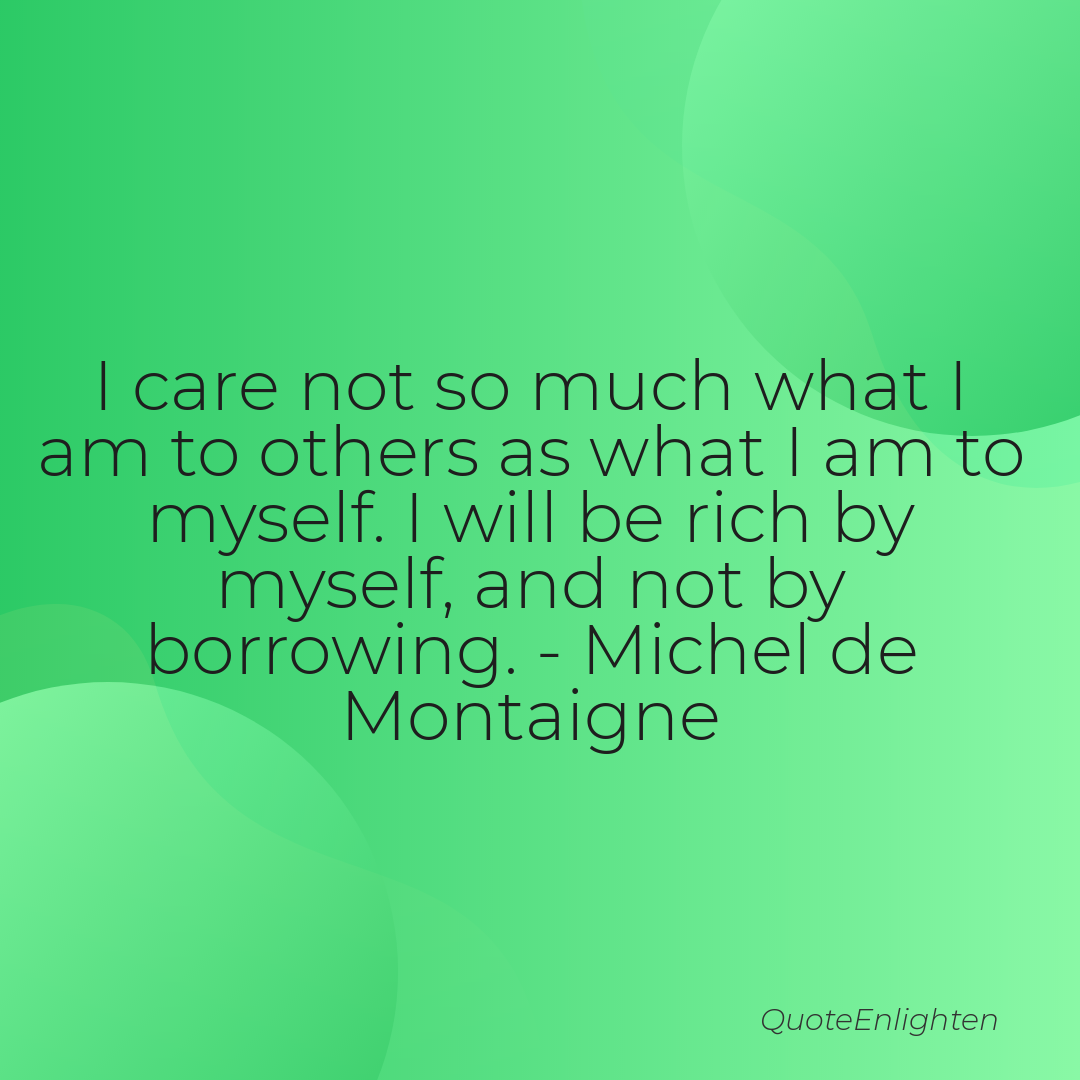 I care not so much what I
am to others as what I am to
myself. I will be rich by
myself, and not by
borrowing. - Michel de
Montaigne
QuoteEnlighten